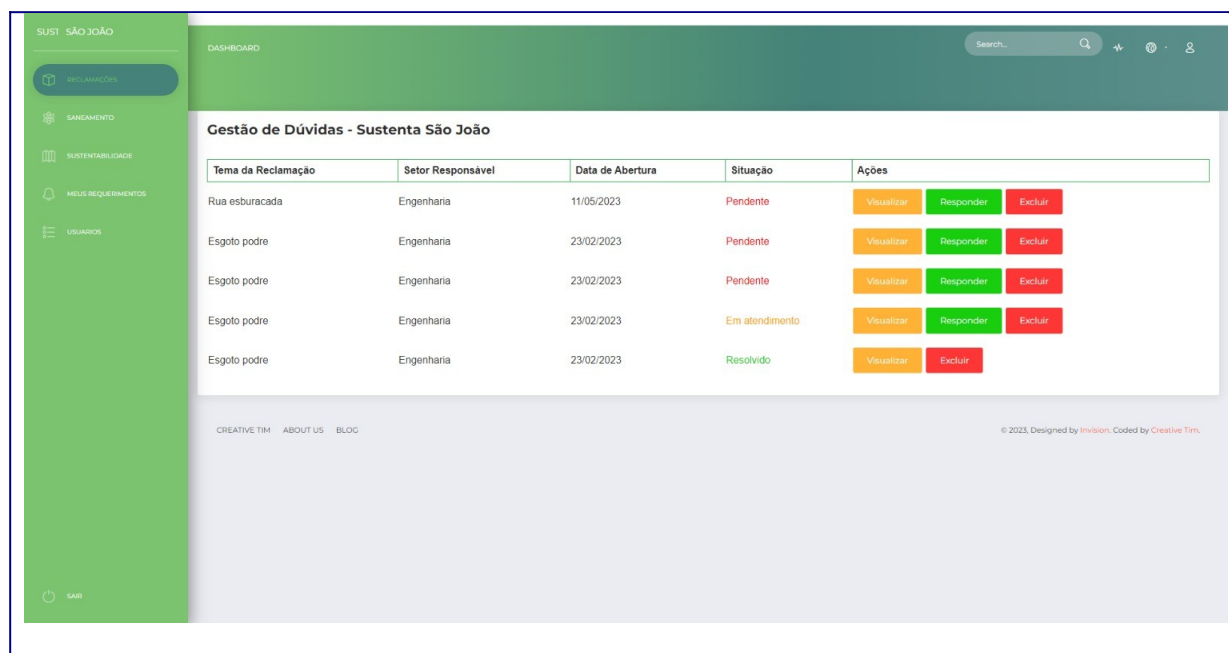 SUS1 SÃO JOÃO
RECLAMAÇÕES
SANEAMENTO
SUSTENTABILIDADE
MEUS REQUERIMENTOS
USUARIOS
SAIR
DASHBOARD
Search...
Gestão de Dúvidas - Sustenta São João
Tema da Reclamação Setor Responsável Data de Abertura Situação Ações
Rua esburacada Engenharia 11/05/2023 Pendente Visualizar Responder Excluir
Esgoto podre Engenharia 23/02/2023 Pendente Visualizar Responder Excluir
Esgoto podre Engenharia 23/02/2023 Pendente Visualizar Responder Excluir
Esgoto podre Engenharia 23/02/2023 Em atendimento Visualizar Responder Excluir
Esgoto podre Engenharia 23/02/2023 Resolvido Visualizar Excluir
CREATIVE TIM ABOUT US BLOG © 2023, Designed by Invision. Coded by Creative Tim.